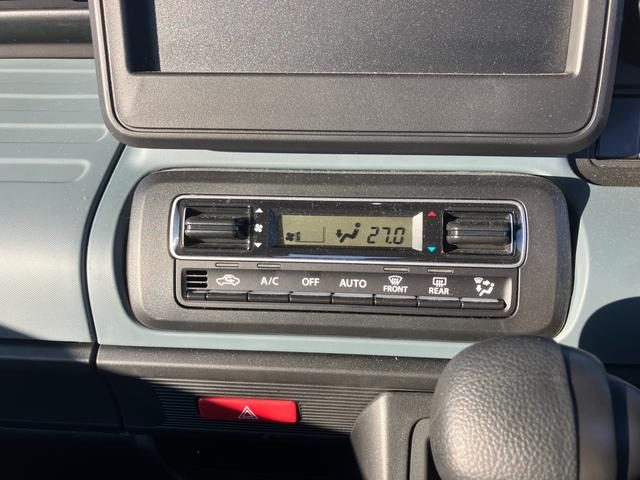 27.0
A/C OFF AUTO FRONT REAR